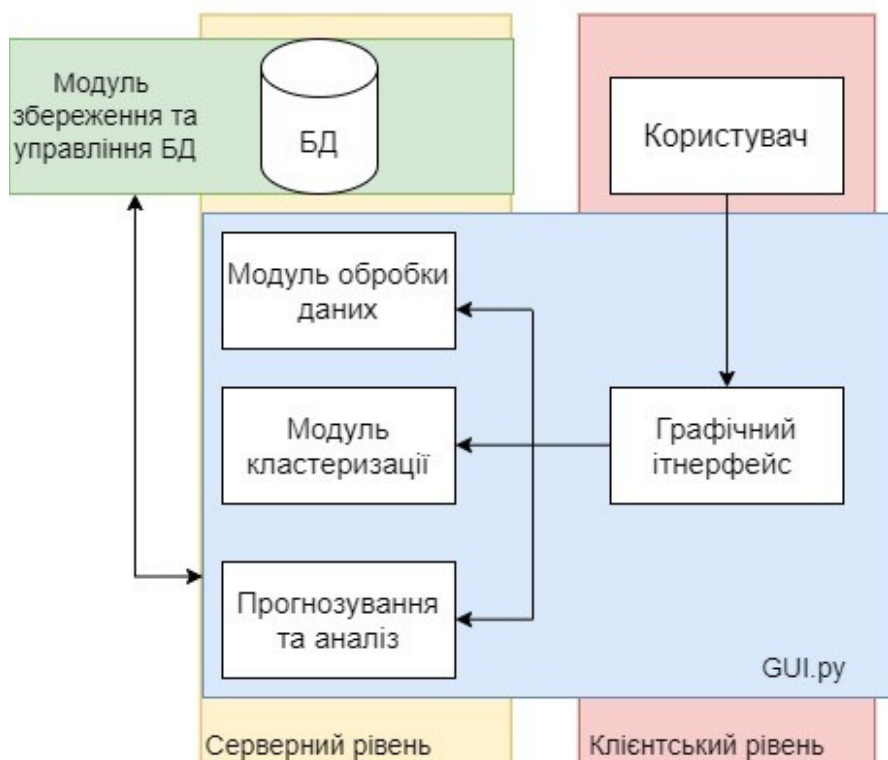 Модуль
збереження та
управління БД
БД
Користувач
Модуль обробки
даних
Модуль
кластеризації
Графічний
ітнерфейс
Прогнозування
та аналіз
GUI.py
Серверний рівень
Клієнтський рівень